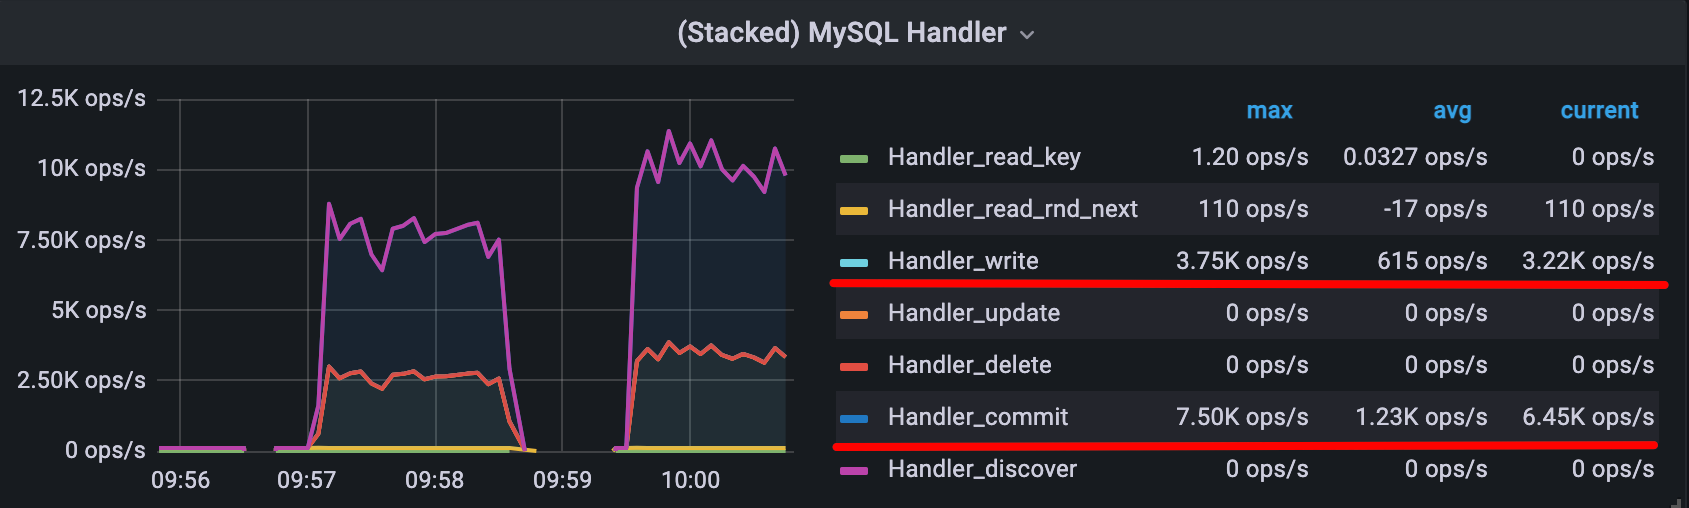 (Stacked) MySQL Handler
12.5K ops/s
10K ops/s
7.50K ops/s
5K ops/s
2.50K ops/s
0 ops/s
09:56 09:57 09:58 09:59 10:00
max avg current
Handler_read_key 1.20 ops/s 0.0327 ops/s 0 ops/s
Handler_read_rnd_next 110 ops/s -17 ops/s 110 ops/s
Handler_write 3.75K ops/s 615 ops/s 3.22K ops/s
Handler_update 0 ops/s 0 ops/s 0 ops/s
Handler_delete 0 ops/s 0 ops/s 0 ops/s
Handler_commit 7.50K ops/s 1.23K ops/s 6.45K ops/s
Handler_discover 0 ops/s 0 ops/s 0 ops/s